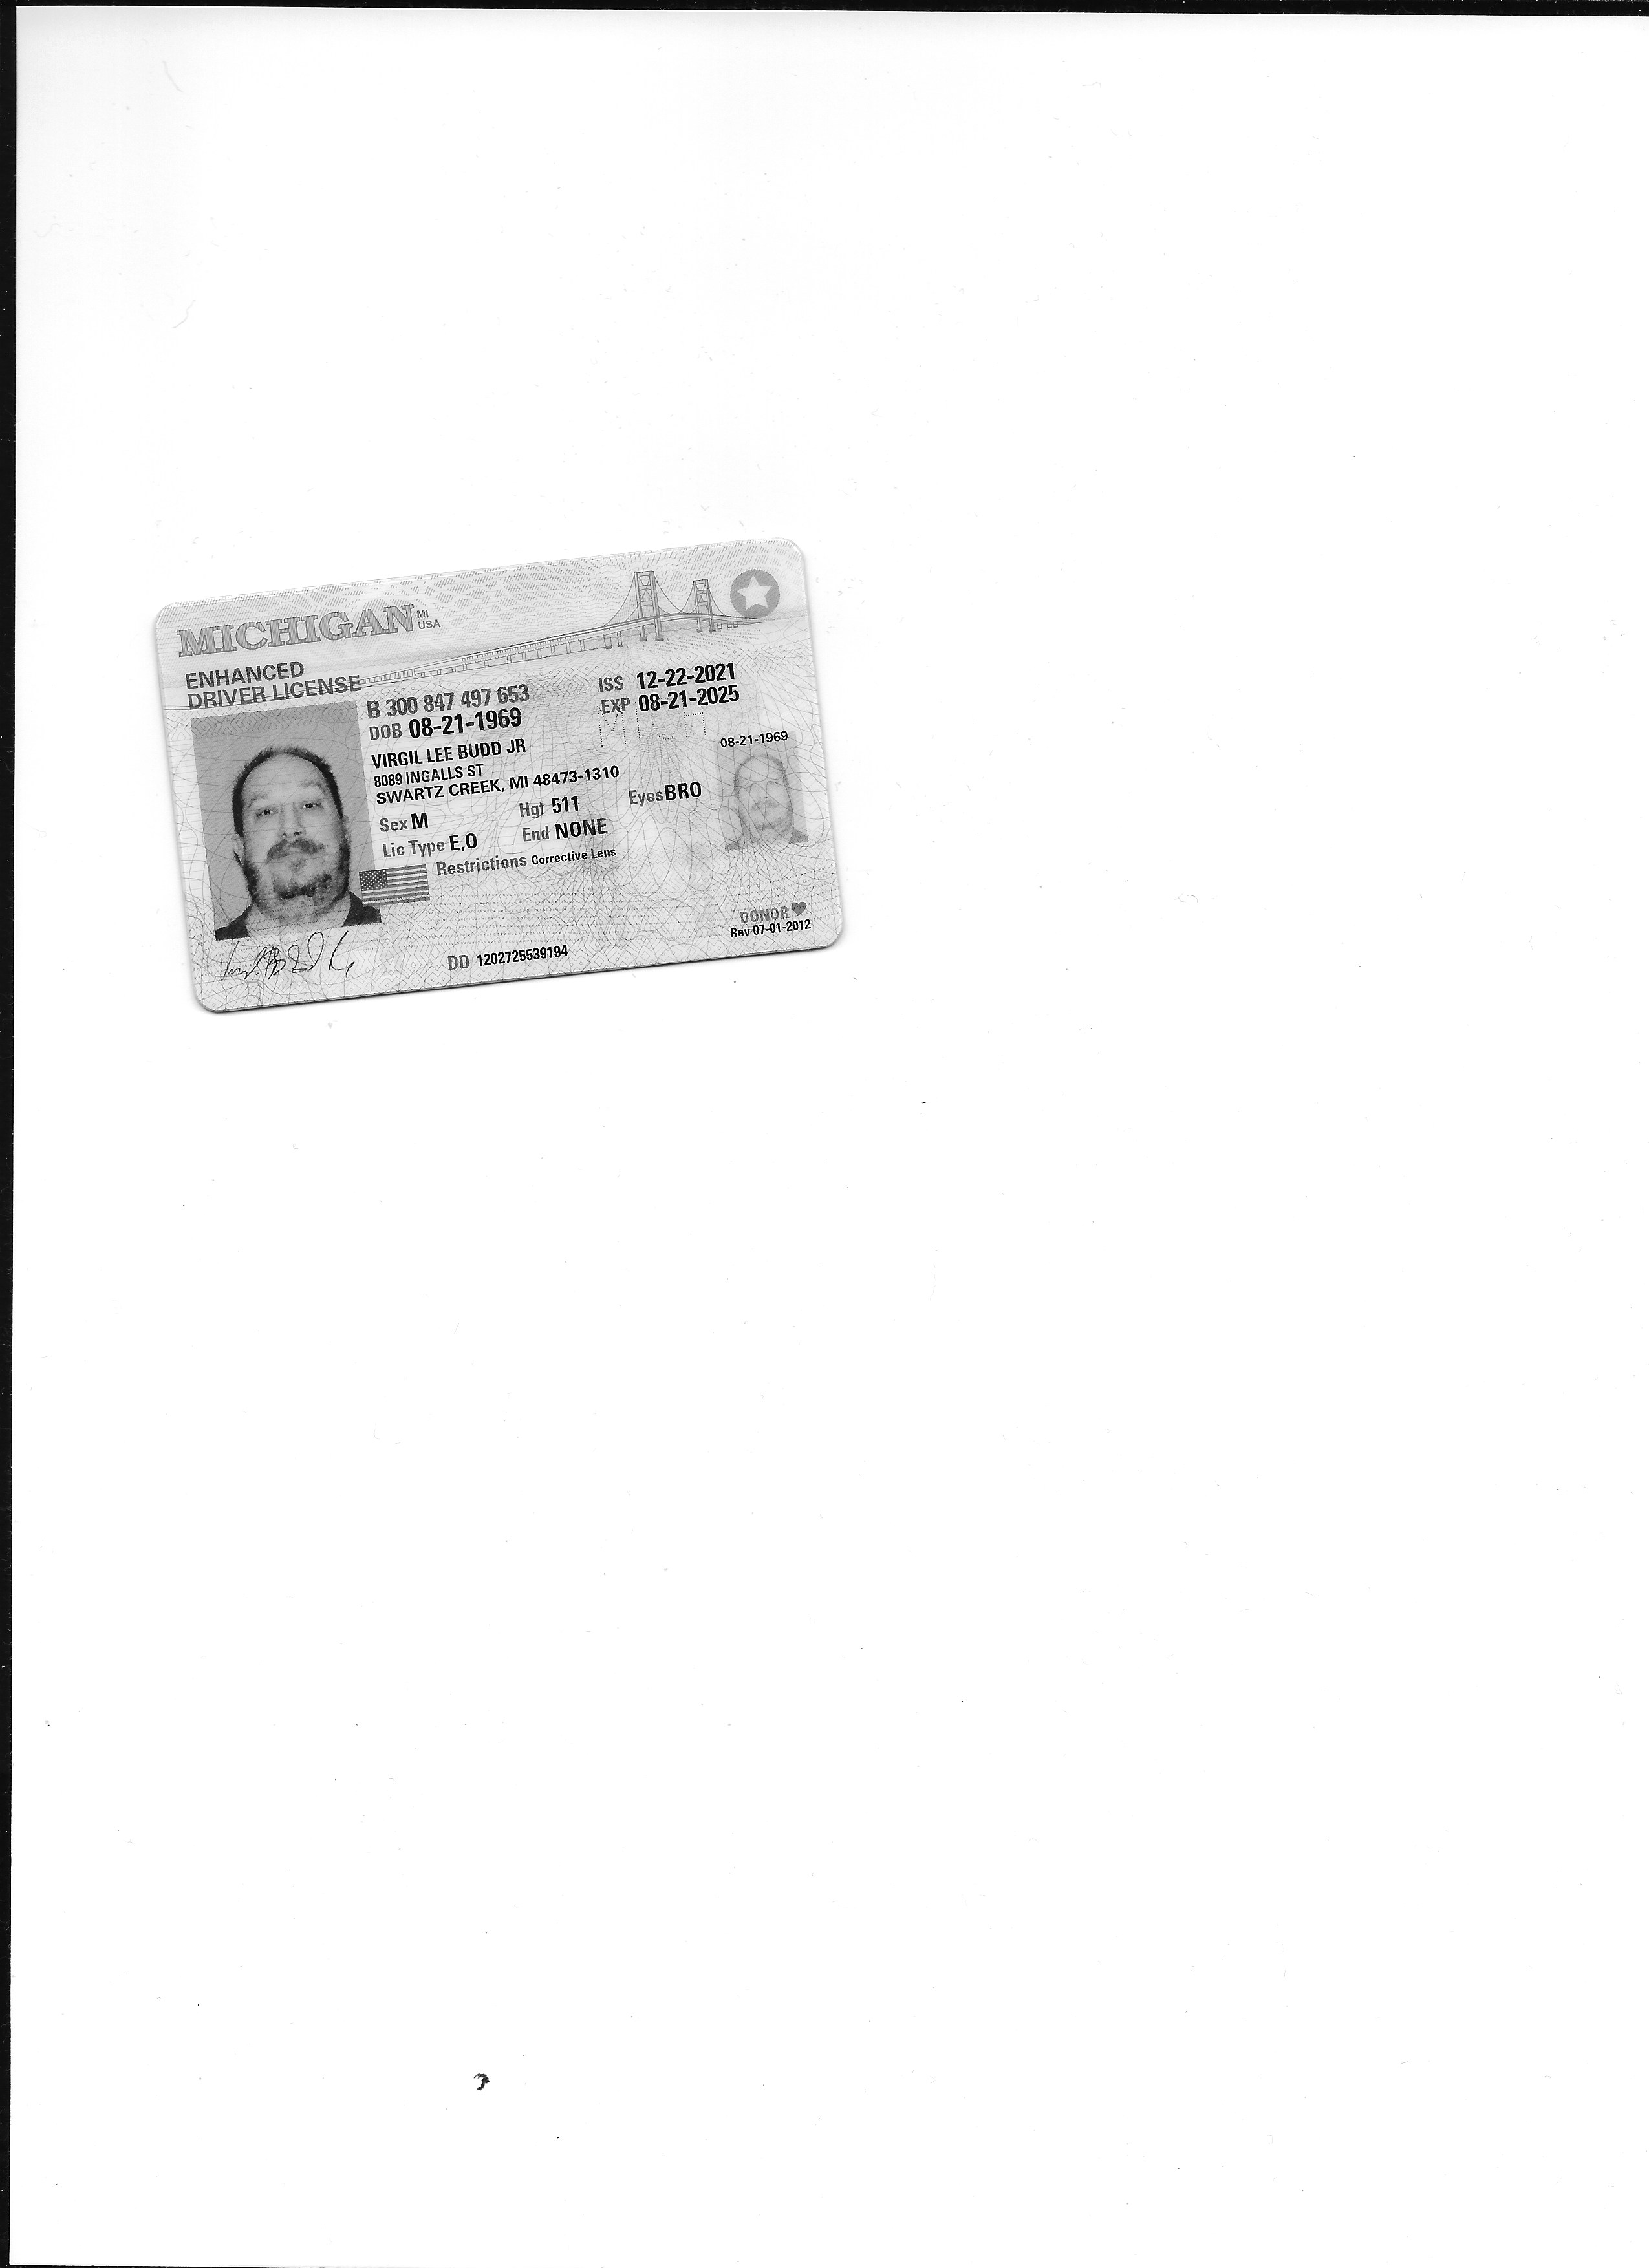 MICHIGAN MI USA
ENHANCED
DRIVER LICENSE
B 300 847 497 653
ISS 12-22-2021
DOB 08-21-1969
EXP 08-21-2025
08-21-1969
VIRGIL LEE BUDD JR
8089 INGALLS ST
SWARTZ CREEK, MI 48473-1310
Sex M Hgt 511 Eyes BRO
Lic Type E,O End NONE
Restrictions Corrective Lens
DONOR
Rev 07-01-2012
DD 1202725539194